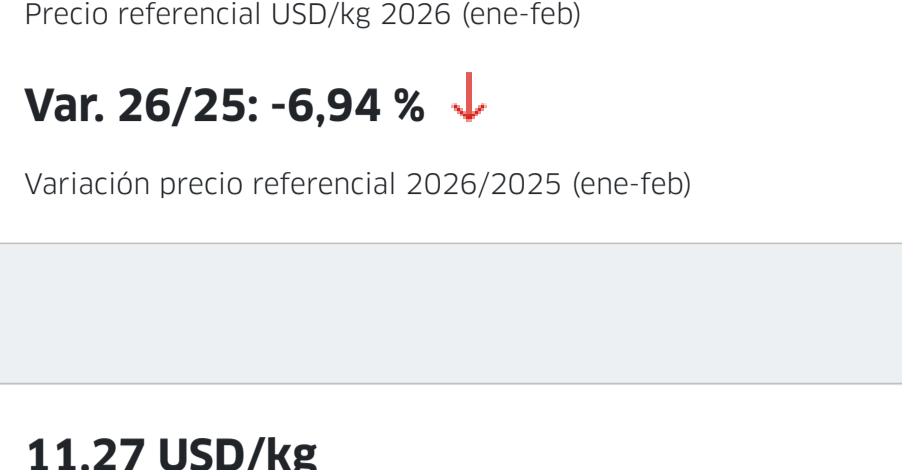 Precio referencial USD/kg 2026 (ene-feb)
Var. 26/25: -6,94 %
Variación precio referencial 2026/2025 (ene-feb)
11,27 USD/kg